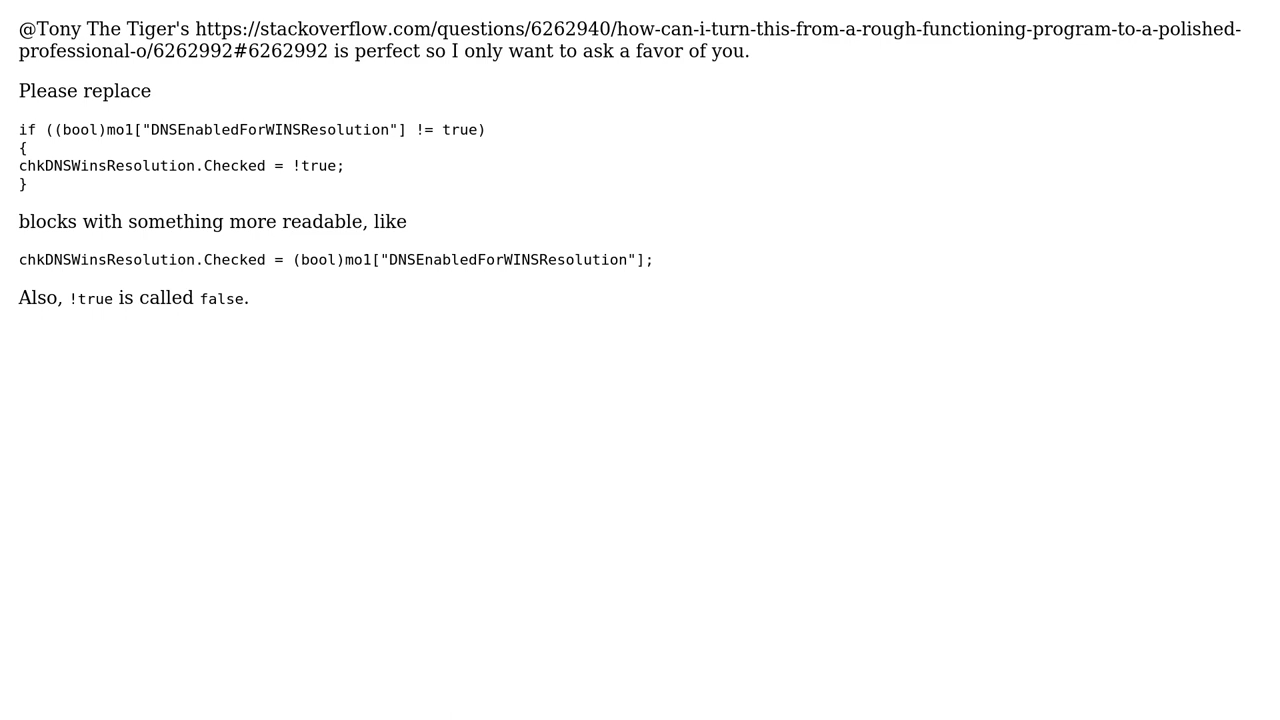 @Tony The Tiger's https://stackoverflow.com/questions/6262940/how-can-i-turn-this-from-a-rough-functioning-program-to-a-polished-
professional-o/6262992#6262992 is perfect so I only want to ask a favor of you.
Please replace
if ((bool)mo1["DNSEnabledForWINSResolution"] != true)
{
chkDNSWinsResolution.Checked = !true;
}
blocks with something more readable, like
chkDNSWinsResolution.Checked = (bool)mo1["DNSEnabledForWINSResolution"];
Also, !true is called false.